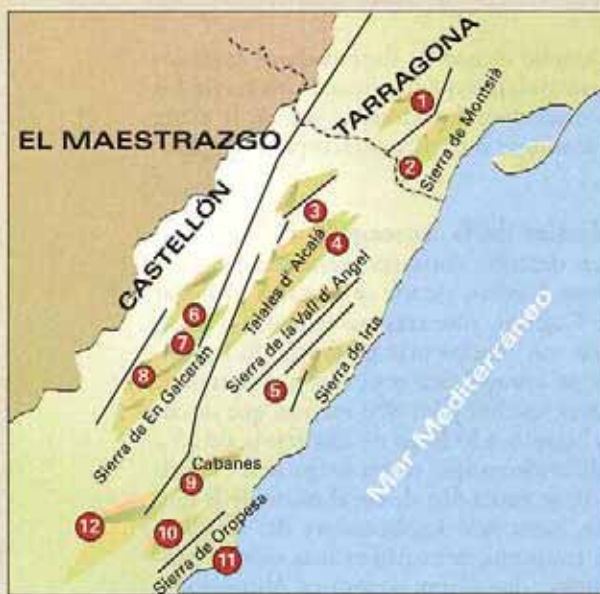 TARRAGONA
EL MAESTRAZGO
CASTELLÓN
1
2
Sierra de Montsià
3
4
Talales d'Alcalà
Sierra de la Vall d'Angel
5
Sierra de Irta
6
7
8
Sierra de En Galcerán
Mar Mediterráneo
Cabanes
9
10
Sierra de Oropesa
11
12